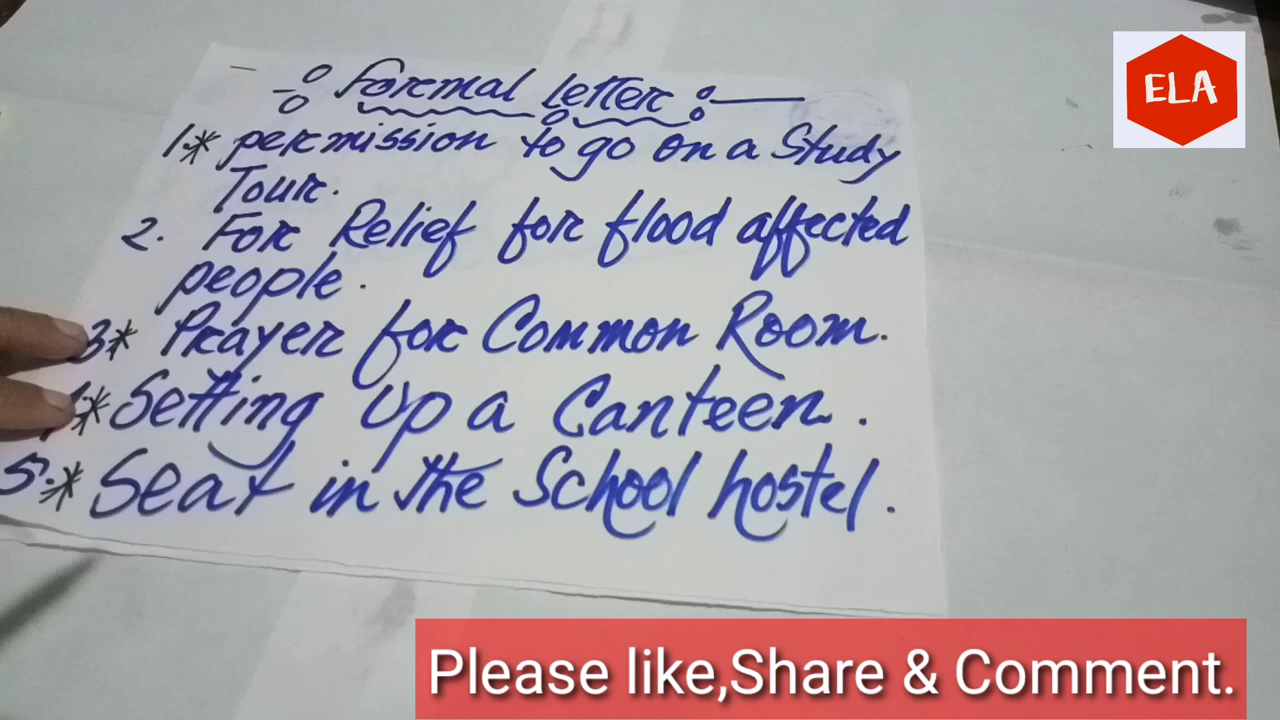 ELA
Formal Letter
1.* permission to go on a Study
Tour.
2. For Relief for flood affected
people.
3* Prayer for Common Room.
* Setting up a Canteen.
5.* Seat in the School hostel.
Please like,Share & Comment.